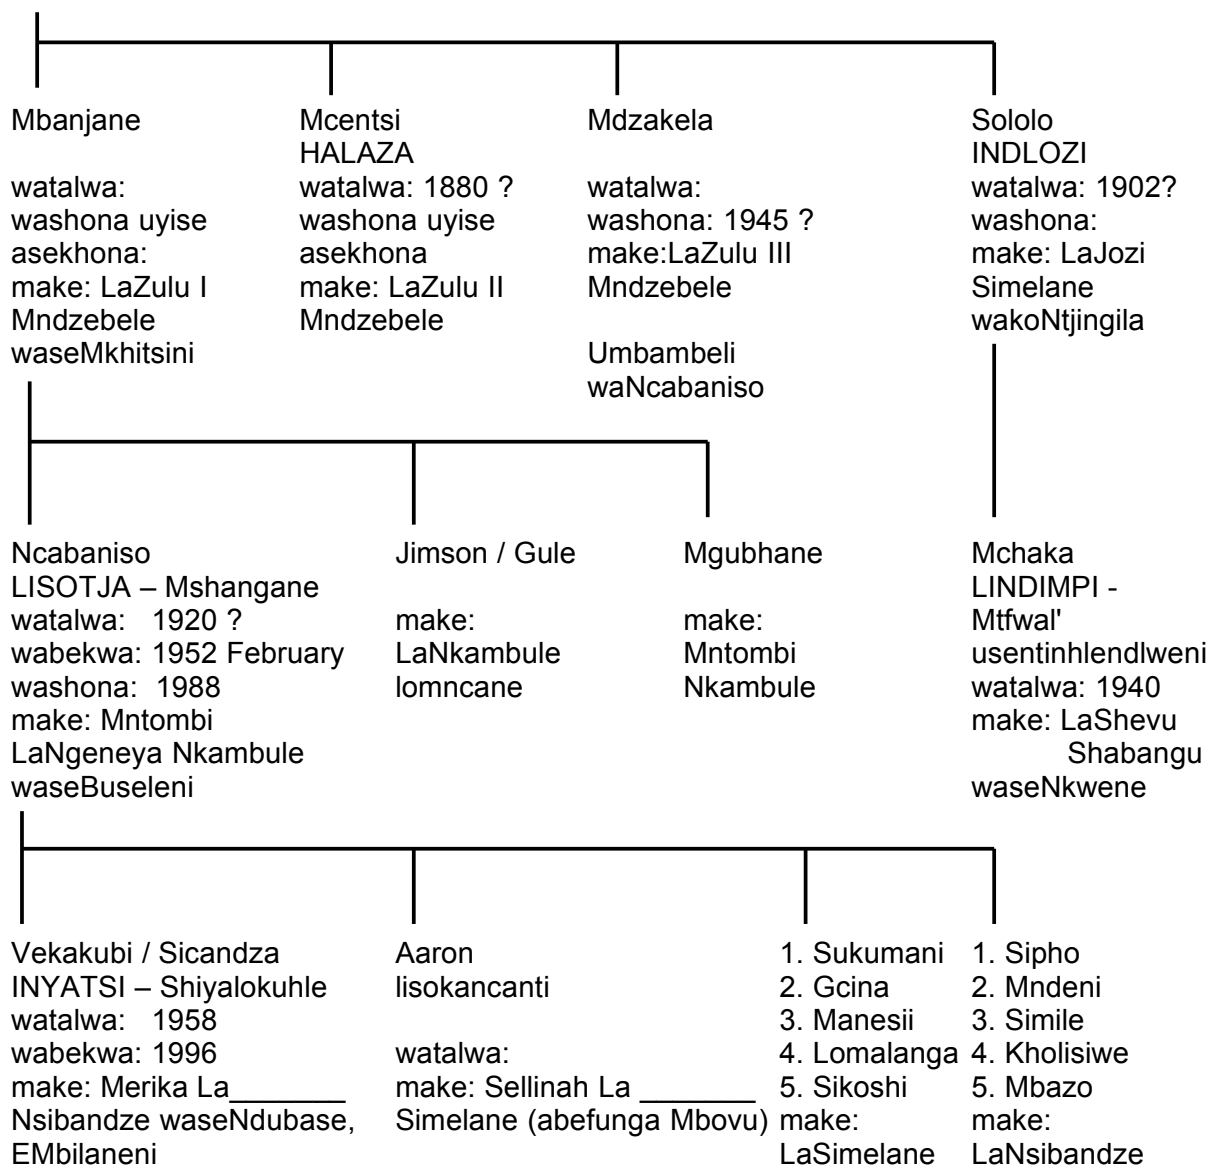 Mbanjane
watalwa:
washona uyise
asekhona:
make: LaZulu I
Mndzebele
waseMkhitsini
Mcentsi
HALAZA
watalwa: 1880 ?
washona uyise
asekhona
make: LaZulu II
Mndzebele
Mdzakela
watalwa:
washona: 1945 ?
make:LaZulu III
Mndzebele
Umbambeli
waNcabaniso
Sololo
INDLOZI
watalwa: 1902?
washona:
make: LaJozi
Simelane
wakoNtjingila
Ncabaniso
LISOTJA – Mshangane
watalwa: 1920 ?
wabekwa: 1952 February
washona: 1988
make: Mntombi
LaNgeneya Nkambule
waseBuseleni
Jimson / Gule
make:
LaNkambule
lomncane
Mgubhane
make:
Mntombi
Nkambule
Mchaka
LINDIMPI -
Mtfwal'
usentinhlendlweni
watalwa: 1940
make: LaShevu
Shabangu
waseNkwene
Vekakubi / Sicandza
INYATSI – Shiyalokuhle
watalwa: 1958
wabekwa: 1996
make: Merika La_______
Nsibandze waseNdubase,
EMbilaneni
Aaron
lisokancanti
watalwa:
make: Sellinah La _______
Simelane (abefunga Mbovu)
1. Sukumani
2. Gcina
3. Manesii
4. Lomalanga
5. Sikoshi
make:
LaSimelane
1. Sipho
2. Mndeni
3. Simile
4. Kholisiwe
5. Mbazo
make:
LaNsibandze